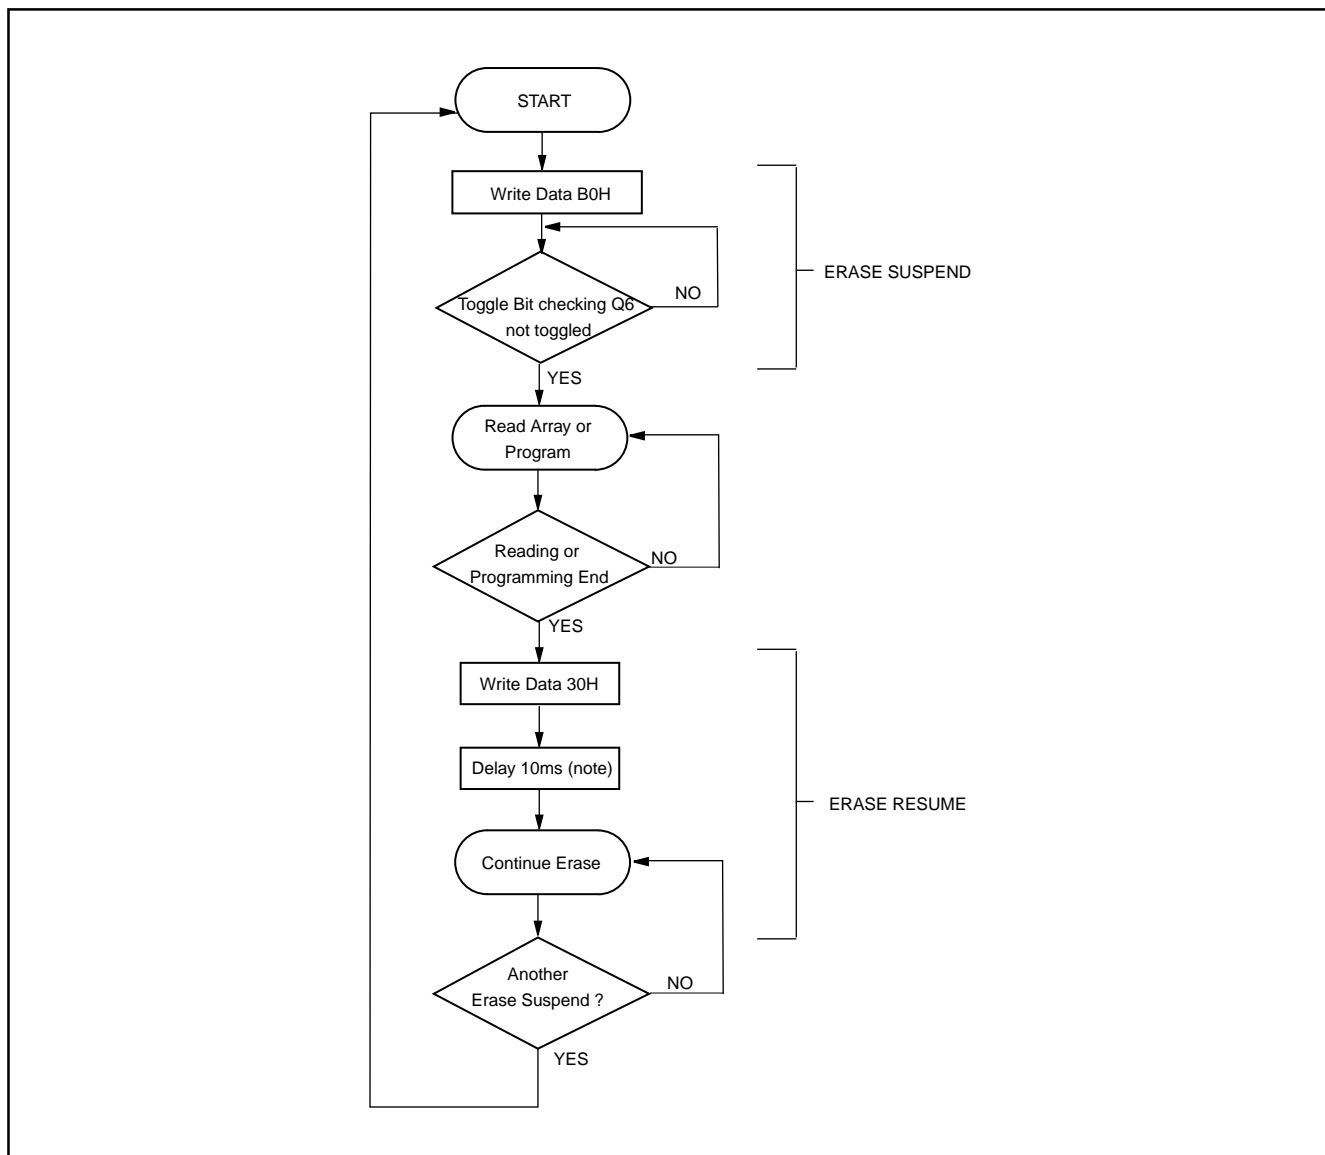 START
Write Data B0H
ERASE SUSPEND
Toggle Bit checking Q6
not toggled
NO
YES
Read Array or
Program
Reading or
Programming End
NO
YES
Write Data 30H
Delay 10ms (note)
ERASE RESUME
Continue Erase
Another
Erase Suspend ?
NO
YES